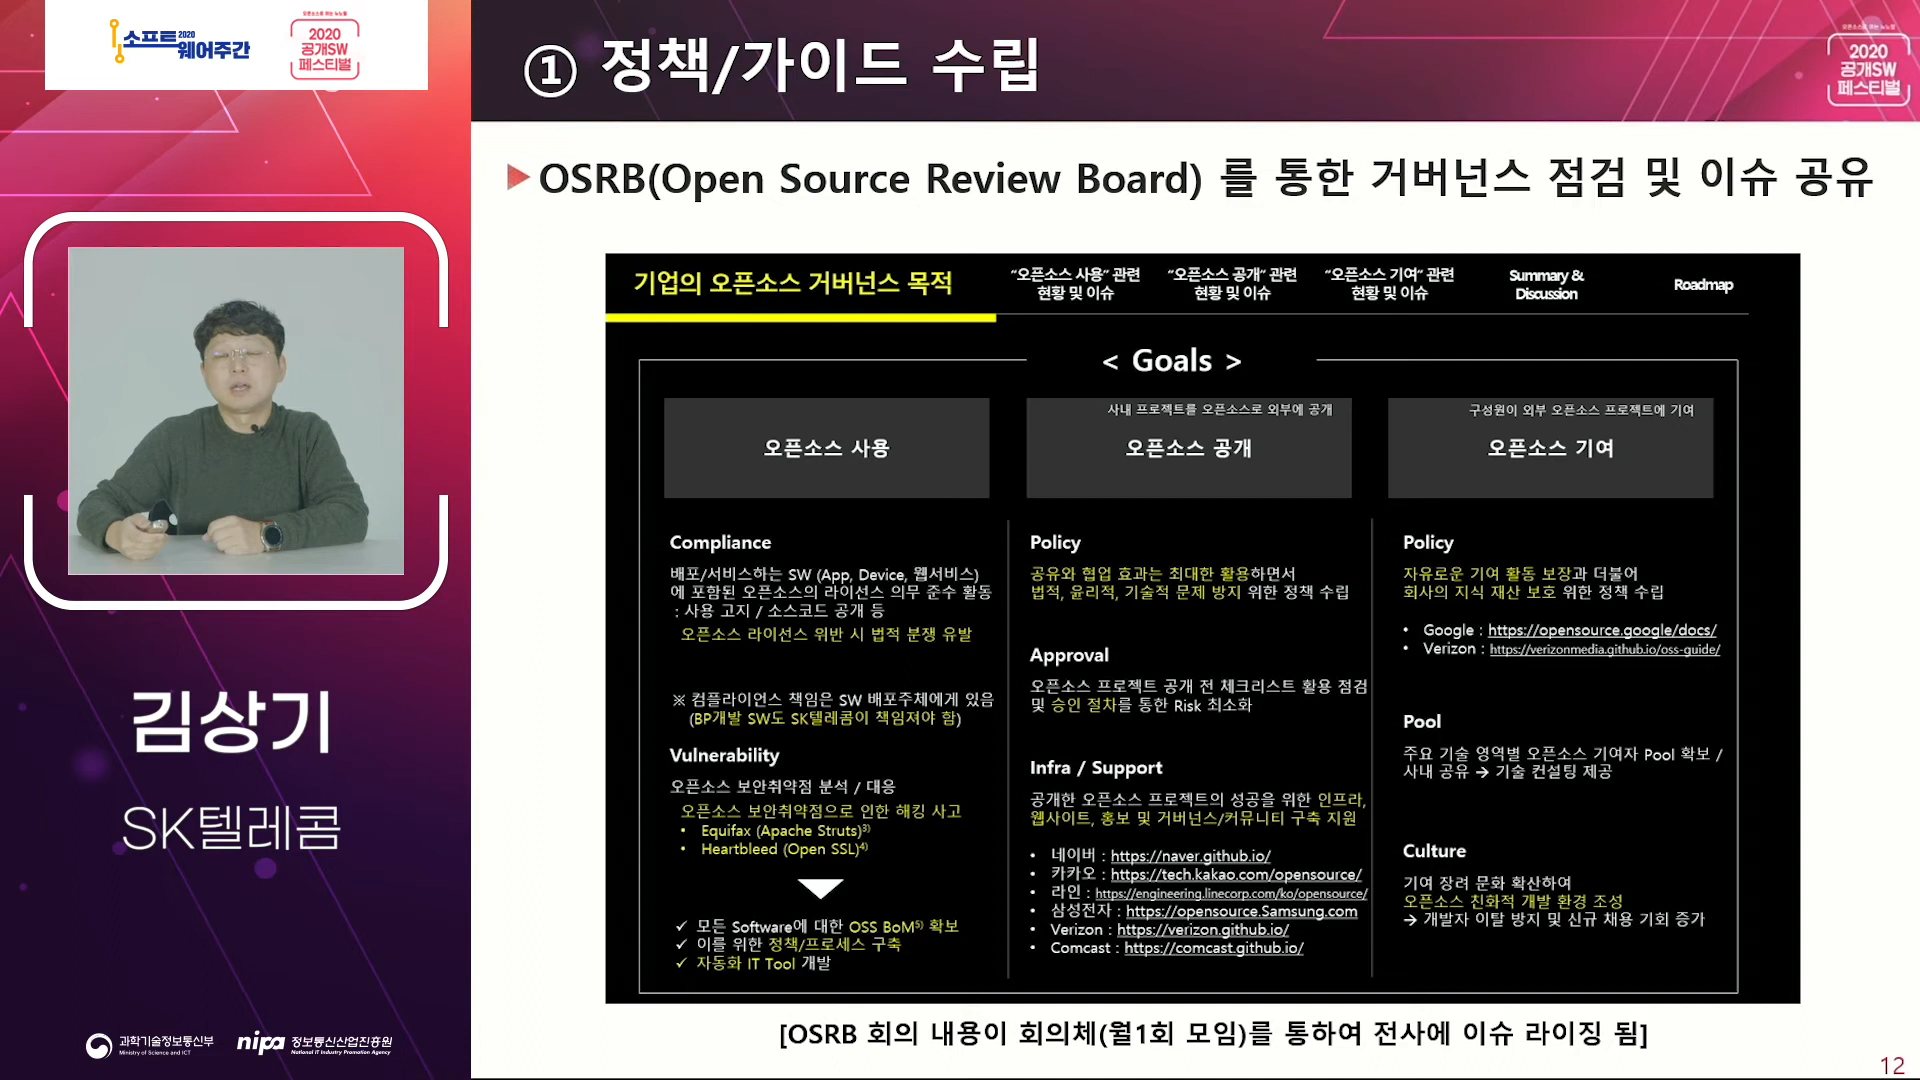 소프트 2020
웨어주간
2020
공개SW
페스티벌
① 정책/가이드 수립
2020
공개SW
페스티벌
▶OSRB(Open Source Review Board) 를 통한 거버넌스 점검 및 이슈 공유
기업의 오픈소스 거버넌스 목적
“오픈소스 사용” 관련
현황 및 이슈
“오픈소스 공개” 관련
현황 및 이슈
“오픈소스 기여” 관련
현황 및 이슈
Summary &
Discussion
Roadmap
< Goals >
오픈소스 사용
사내 프로젝트를 오픈소스로 외부에 공개
오픈소스 공개
구성원이 외부 오픈소스 프로젝트에 기여
오픈소스 기여
Compliance
배포/서비스하는 SW (App, Device, 웹서비스)
에 포함된 오픈소스의 라이선스 의무 준수 활동
: 사용 고지 / 소스코드 공개 등
오픈소스 라이선스 위반 시 법적 분쟁 유발
※ 컴플라이언스 책임은 SW 배포주체에게 있음
(BP개발 SW도 SK텔레콤이 책임져야 함)
Vulnerability
오픈소스 보안취약점 분석 / 대응
오픈소스 보안취약점으로 인한 해킹 사고
• Equifax (Apache Struts)3)
• Heartbleed (Open SSL)4)
✓ 모든 Software에 대한 OSS BoM5) 확보
✓ 이를 위한 정책/프로세스 구축
✓ 자동화 IT Tool 개발
Policy
공유와 협업 효과는 최대한 활용하면서
법적, 윤리적, 기술적 문제 방지 위한 정책 수립
Approval
오픈소스 프로젝트 공개 전 체크리스트 활용 점검
및 승인 절차를 통한 Risk 최소화
Infra / Support
공개한 오픈소스 프로젝트의 성공을 위한 인프라,
웹사이트, 홍보 및 거버넌스/커뮤니티 구축 지원
• 네이버 : https://naver.github.io/
• 카카오 : https://tech.kakao.com/opensource/
• 라인 : https://engineering.linecorp.com/ko/opensource/
• 삼성전자 : https://opensource.Samsung.com
• Verizon : https://verizon.github.io/
• Comcast : https://comcast.github.io/
Policy
자유로운 기여 활동 보장과 더불어
회사의 지식 재산 보호 위한 정책 수립
• Google : https://opensource.google/docs/
• Verizon : https://verizonmedia.github.io/oss-guide/
Pool
주요 기술 영역별 오픈소스 기여자 Pool 확보 /
사내 공유 → 기술 컨설팅 제공
Culture
기여 장려 문화 확산하여
오픈소스 친화적 개발 환경 조성
→ 개발자 이탈 방지 및 신규 채용 기회 증가
[OSRB 회의 내용이 회의체(월1회 모임)를 통하여 전사에 이슈 라이징 됨]
12
김상기
SK텔레콤
과학기술정보통신부
Ministry of Science and ICT
nipa 정보통신산업진흥원
National IT Industry Promotion Agency